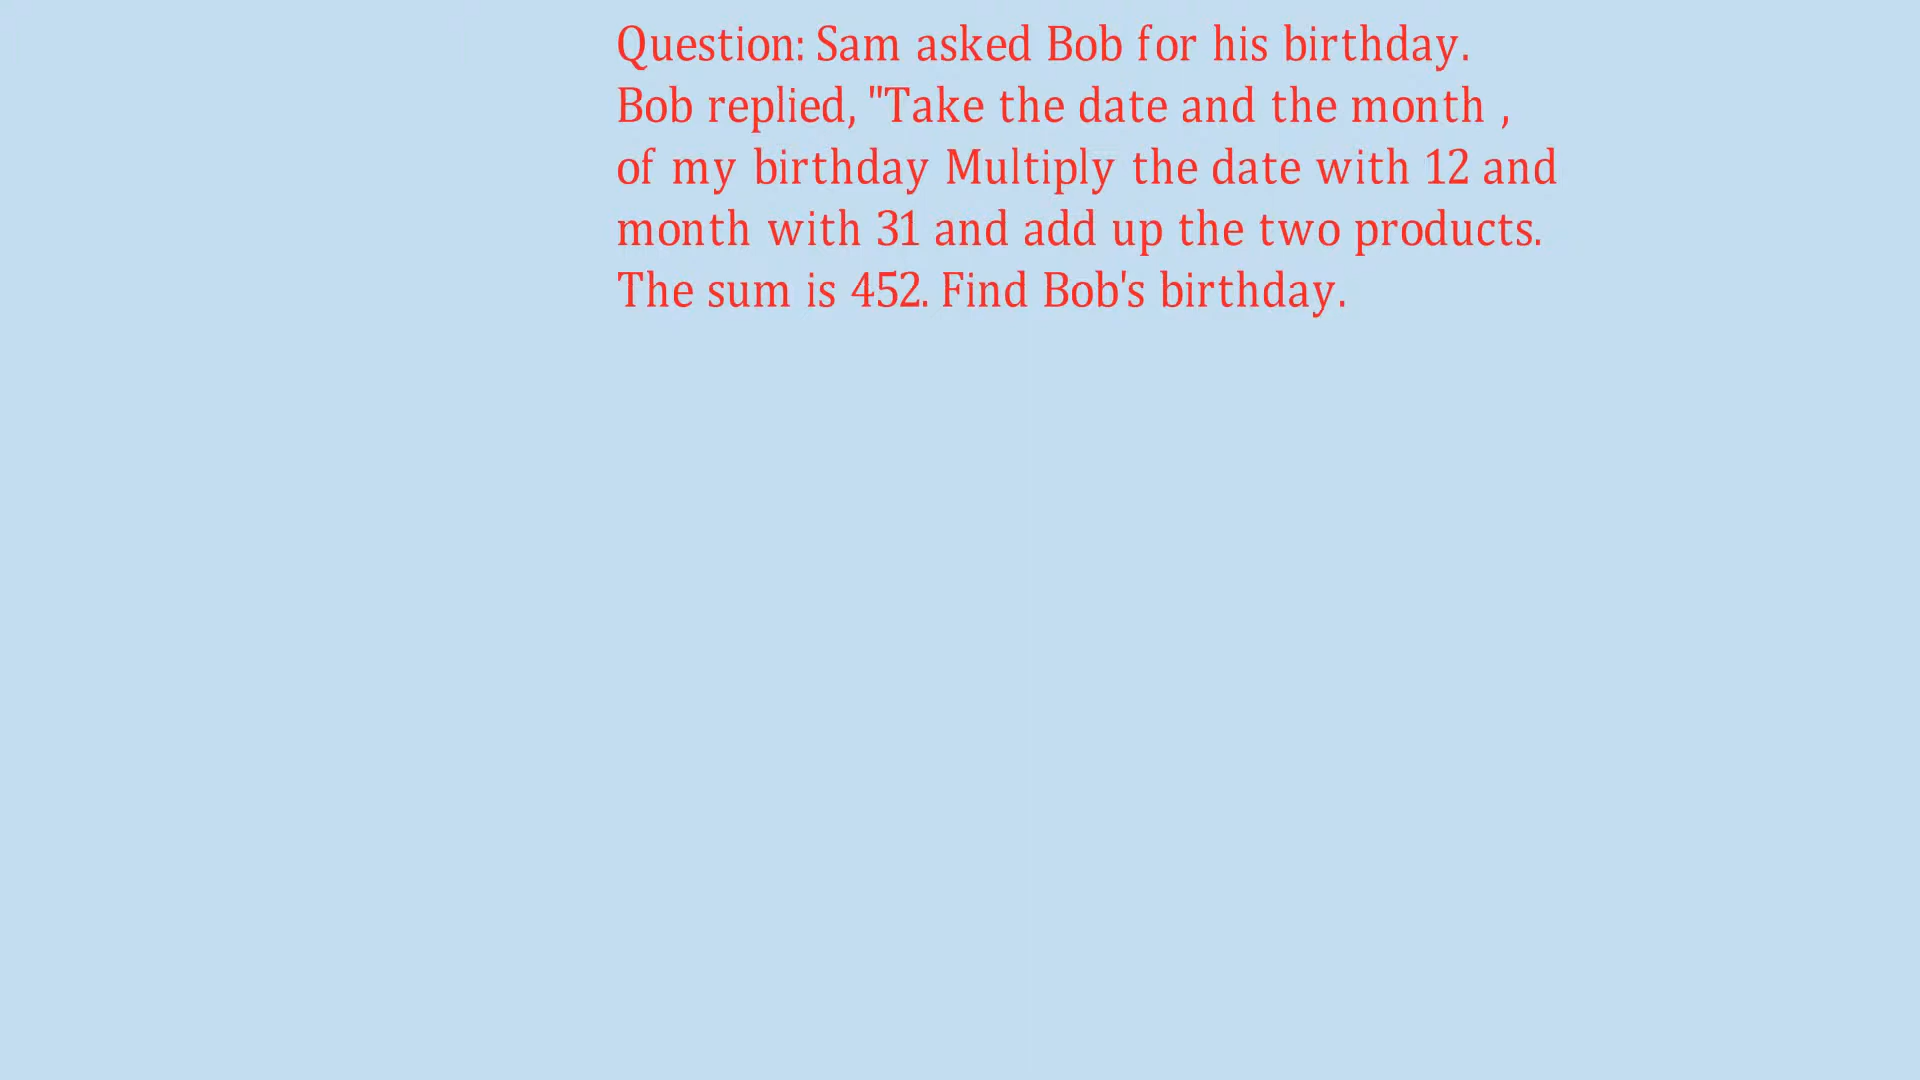 Question: Sam asked Bob for his birthday.
Bob replied, "Take the date and the month ,
of my birthday Multiply the date with 12 and
month with 31 and add up the two products.
The sum is 452. Find Bob's birthday.